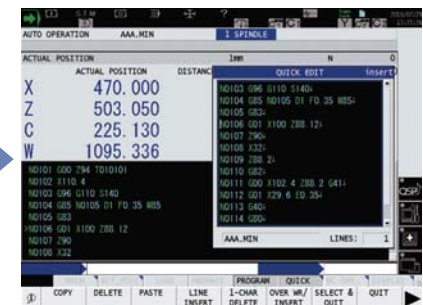 AUTO OPERATION AAA.MIN 1 SPINDLE
ACTUAL POSITION 1mm N 0
ACTUAL POSITION DISTANC
X 470.000
Z 503.050
C 225.130
W 1095.336
N0101 G00 Z94 T010101
N0102 X110.4
N0103 G96 G110 S140
N0104 G85 N0105 D1 F0.35 W85
N0105 G83
N0106 G01 X100 Z88.12
N0107 Z90
N0108 X32
QUICK EDIT insert
N0103 G96 G110 S140↓
N0104 G85 N0105 D1 F0.35 W85↓
N0105 G83↓
N0106 G01 X100 Z88.12↓
N0107 Z90↓
N0108 X32↓
N0109 Z88.2↓
N0110 G82↓
N0111 G00 X102.4 Z88.2 G41↓
N0112 G01 X29.6 E0.35↓
N0113 G40↓
N0114 G80↓
AAA.MIN LINES: 1
OSP
PROGRAM QUICK
COPY DELETE PASTE LINE INSERT 1-CHAR DELETE OVER WR/ INSERT SELECT & QUIT QUIT